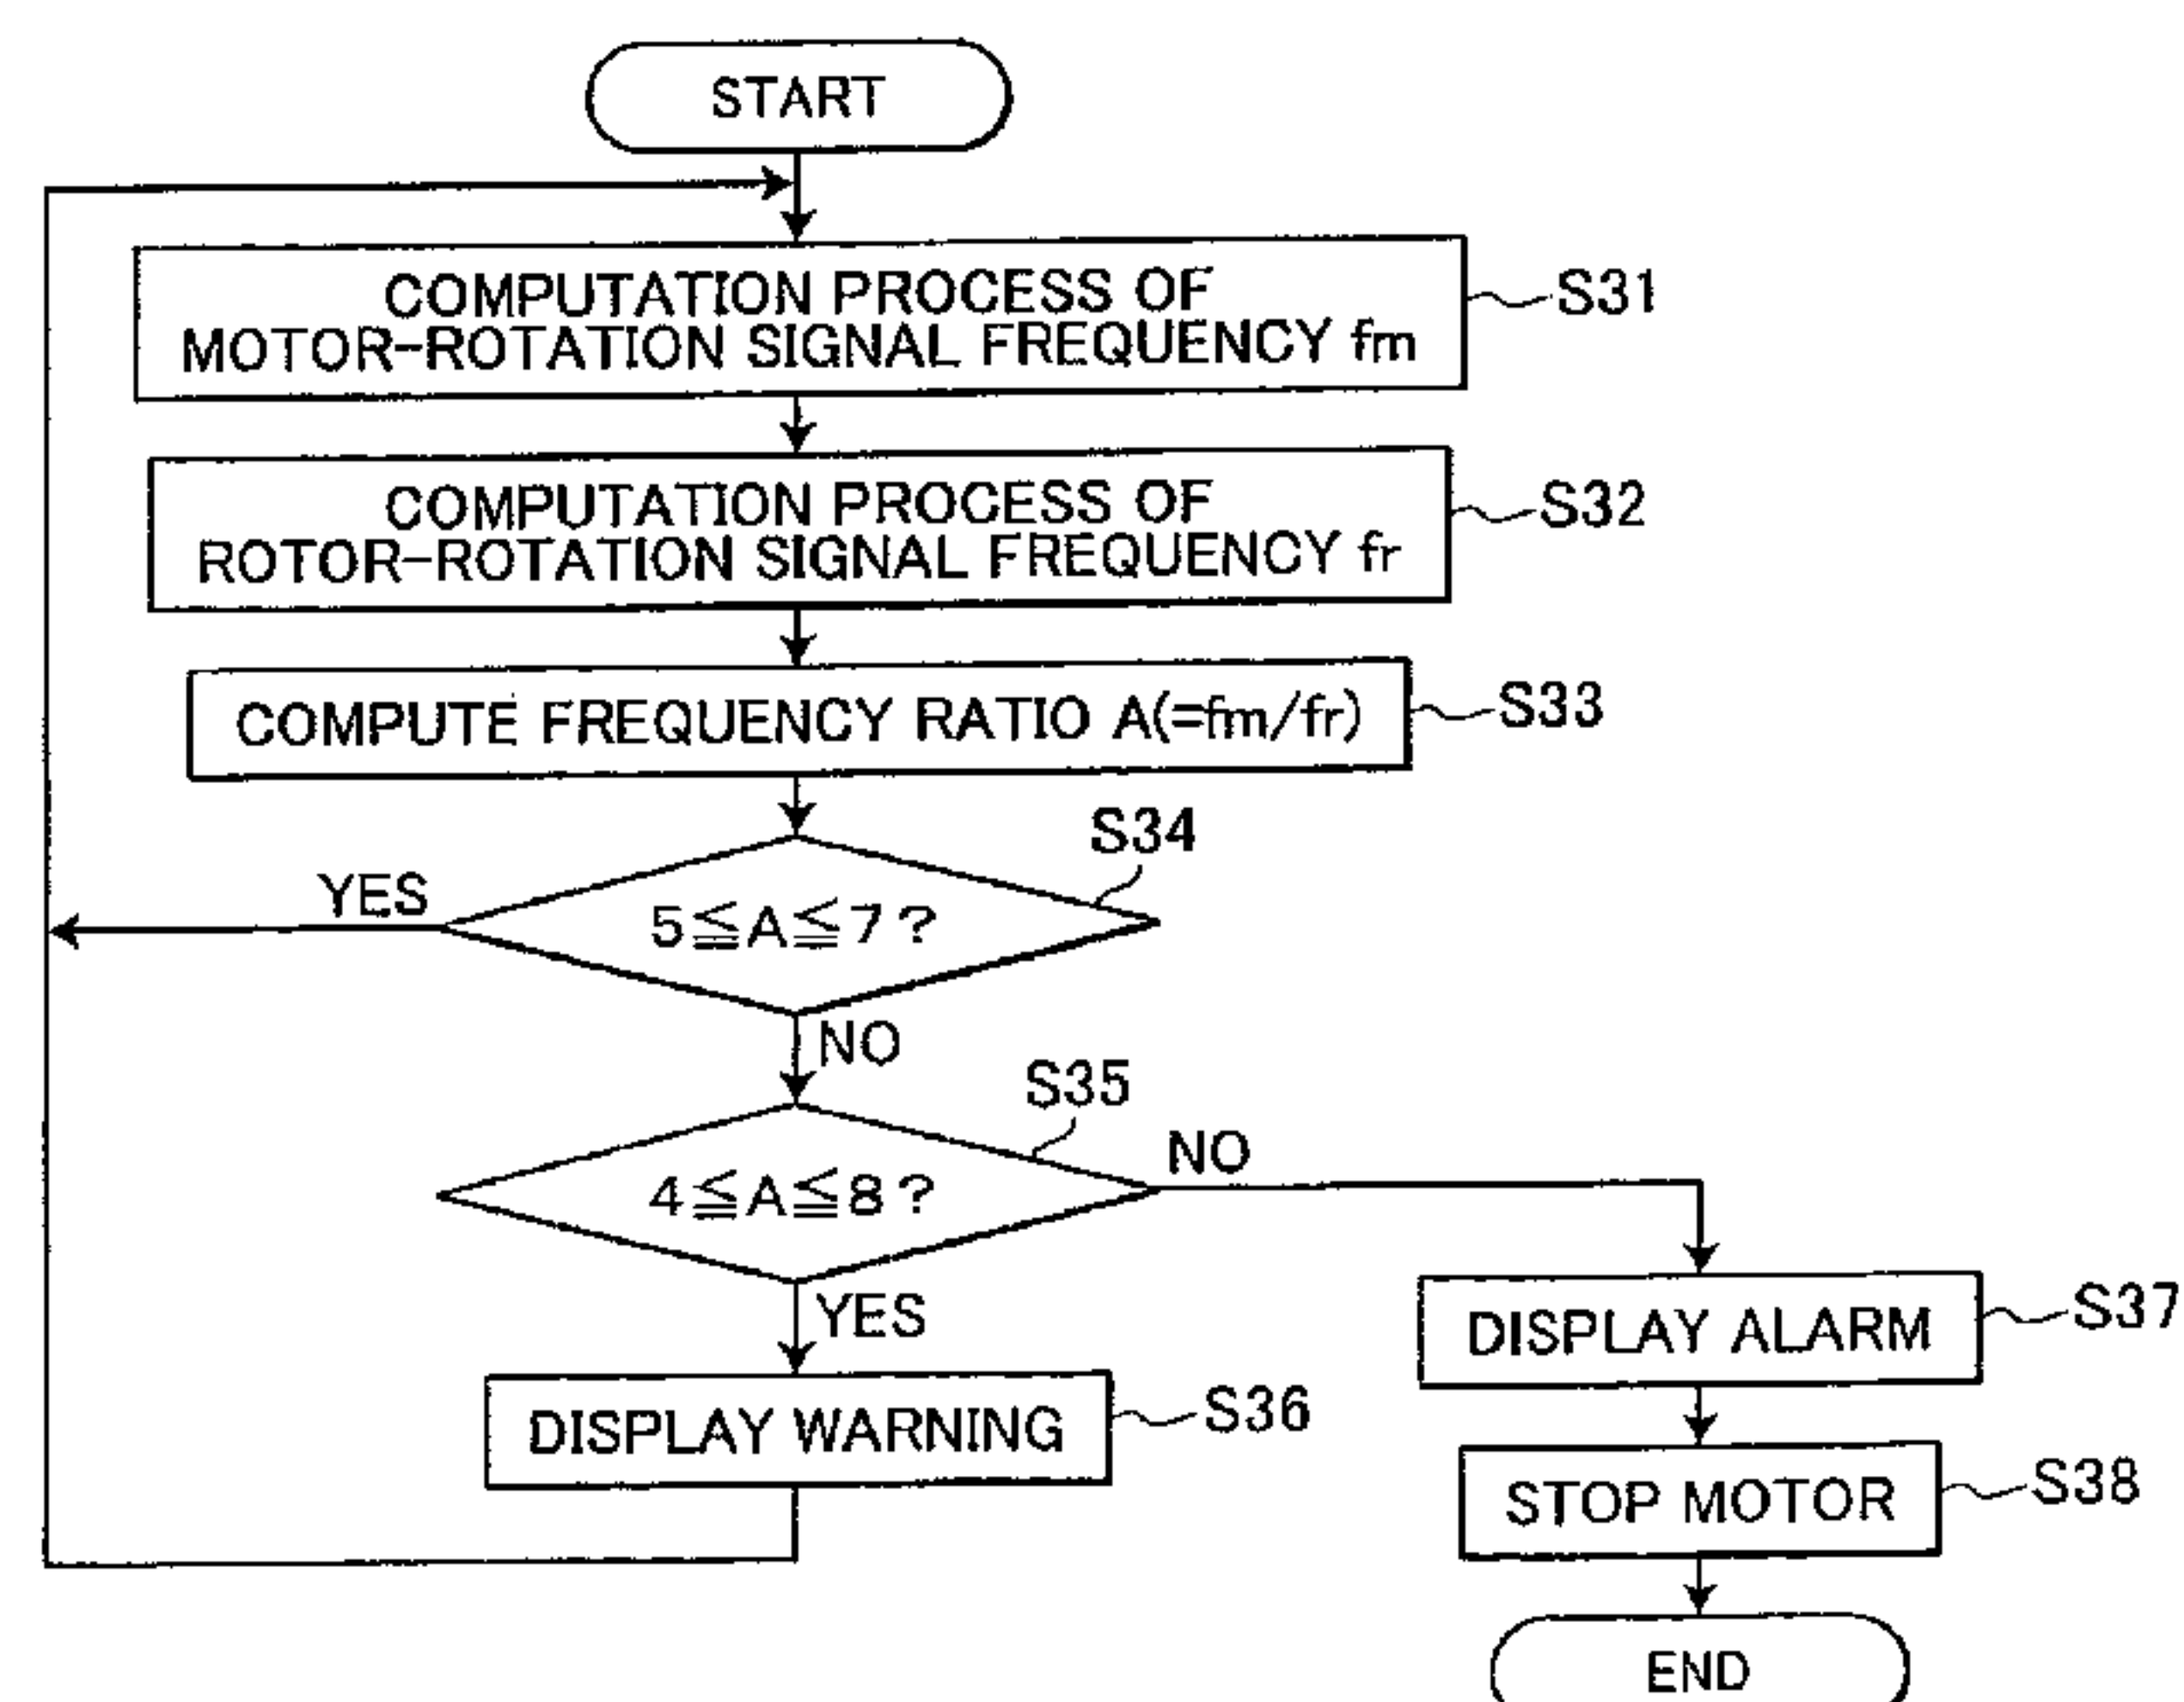 START
COMPUTATION PROCESS OF
MOTOR-ROTATION SIGNAL FREQUENCY fm
S31
COMPUTATION PROCESS OF
ROTOR-ROTATION SIGNAL FREQUENCY fr
S32
COMPUTE FREQUENCY RATIO A(=fm/fr)
S33
S34
YES
5≦A≦7?
NO
S35
4≦A≦8?
NO
YES
DISPLAY ALARM
S37
DISPLAY WARNING
S36
STOP MOTOR
S38
END